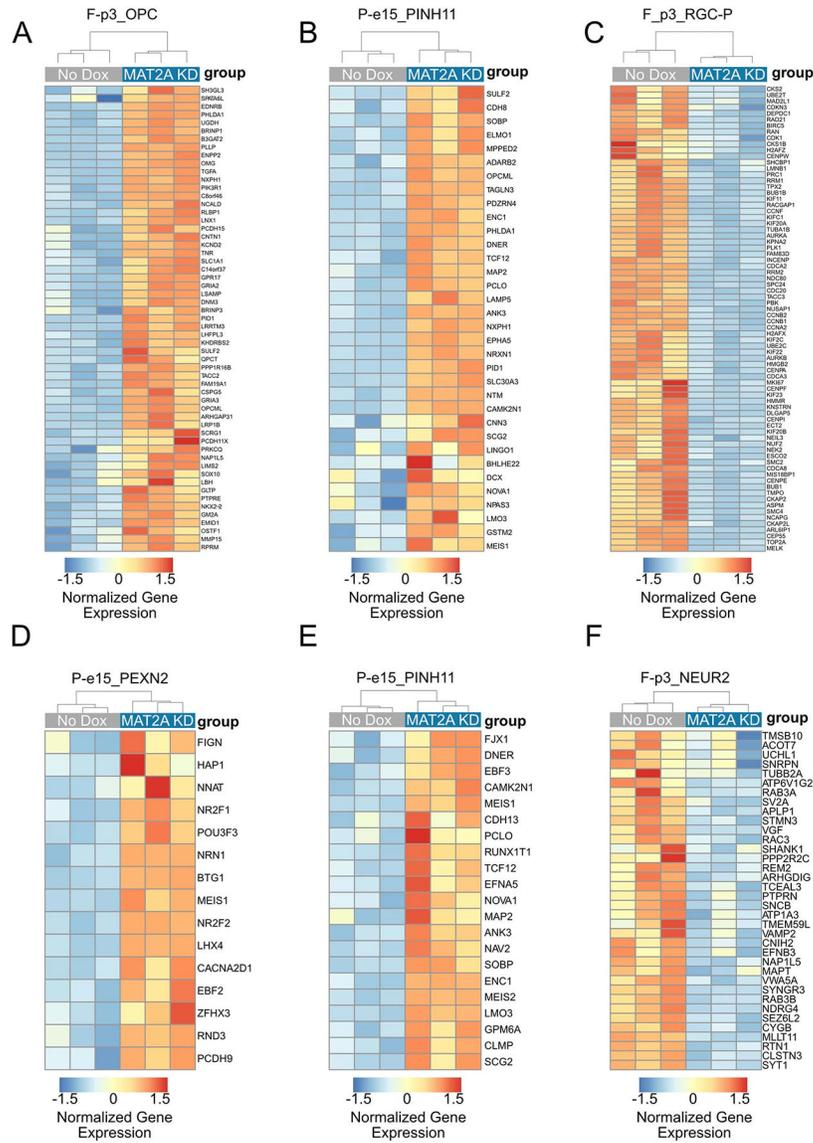 A
F-p3_OPC
No Dox
MAT2A KD
group
SH3GL3
EDNRB
PHLDA1
UGDH
BRINP1
B3GAT2
PLLP
ENPP2
OMG
TGFA
NXPH1
PIK3R1
C8orf46
NCALD
RLBP1
LNX1
PCDH15
CNTN1
KCND2
TNR
SLC1A1
C14orf37
GPR17
GRIA2
LSAMP
DNM3
BRINP3
PID1
LRRTM3
LHFPL3
KHDRBS2
SULF2
QPCT
PPP1R16B
TACC2
FAM19A1
CSPG5
GRIA3
OPCML
ARHGAP31
LRP1B
SCRG1
PCDH11X
PRKCQ
NAP1L5
LIMS2
SOX10
LBH
GLTP
PTPRE
NKX2-2
GM2A
EMID1
OSTF1
MMP15
RPRM
-1.5 0 1.5
Normalized Gene
Expression
B
P-e15_PINH11
No Dox
MAT2A KD
group
SULF2
CDH8
SOBP
ELMO1
MPPED2
ADARB2
OPCML
TAGLN3
PDZRN4
ENC1
PHLDA1
DNER
TCF12
MAP2
PCLO
LAMP5
ANK3
NXPH1
EPHA5
NRXN1
PID1
SLC30A3
NTM
CAMK2N1
CNN3
SCG2
LINGO1
BHLHE22
DCX
NOVA1
NPAS3
LMO3
GSTM2
MEIS1
-1.5 0 1.5
Normalized Gene
Expression
C
F_p3_RGC-P
No Dox
MAT2A KD
group
CKS2
UBE2T
MAD2L1
CDKN3
DEPDC1
RAD21
BIRC5
RAN
CDK1
CKS1B
H2AFZ
CENPW
SHCBP1
LMNB1
PRC1
RRM1
TPX2
BUB1B
KIF11
RACGAP1
CCNF
KIFC1
KIF20A
TUBA1B
AURKA
KPNA2
PLK1
FAM83D
INCENP
CDCA2
RRM2
NDC80
SPC24
CDC20
TACC3
PBK
NUSAP1
CCNB2
CCNB1
CCNA2
H2AFX
KIF2C
UBE2C
KIF22
AURKB
HMGB2
CENPA
CDCA3
MKI67
CENPF
KIF23
HMMR
KNSTRN
DLGAP5
CENPI
ECT2
KIF20B
NEIL3
NUF2
NEK2
ESCO2
SMC2
CDCA8
MIS18BP1
CENPE
BUB1
TMPO
CKAP2
ASPM
SMC4
NCAPG
CKAP2L
ARL6IP1
CEP55
TOP2A
MELK
-1.5 0 1.5
Normalized Gene
Expression
D
P-e15_PEXN2
No Dox
MAT2A KD
group
FIGN
HAP1
NNAT
NR2F1
POU3F3
NRN1
BTG1
MEIS1
NR2F2
LHX4
CACNA2D1
EBF2
ZFHX3
RND3
PCDH9
-1.5 0 1.5
Normalized Gene
Expression
E
P-e15_PINH11
No Dox
MAT2A KD
group
FJX1
DNER
EBF3
CAMK2N1
MEIS1
CDH13
PCLO
RUNX1T1
TCF12
EFNA5
NOVA1
MAP2
ANK3
NAV2
SOBP
ENC1
MEIS2
LMO3
GPM6A
CLMP
SCG2
-1.5 0 1.5
Normalized Gene
Expression
F
F-p3_NEUR2
No Dox
MAT2A KD
group
TMSB10
ACOT7
UCHL1
SNRPN
TUBB2A
ATP6V1G2
RAB3A
SV2A
APLP1
STMN3
VGF
RAC3
SHANK1
PPP2R2C
REM2
ARHGDIG
TCEAL3
PTPRN
SNCB
ATP1A3
TMEM59L
VAMP2
CNIH2
EFNB3
NAP1L5
MAPT
VWA5A
SYNGR3
RAB3B
NDRG4
SEZ6L2
CYGB
MLLT11
RTN1
CLSTN3
SYT1
-1.5 0 1.5
Normalized Gene
Expression